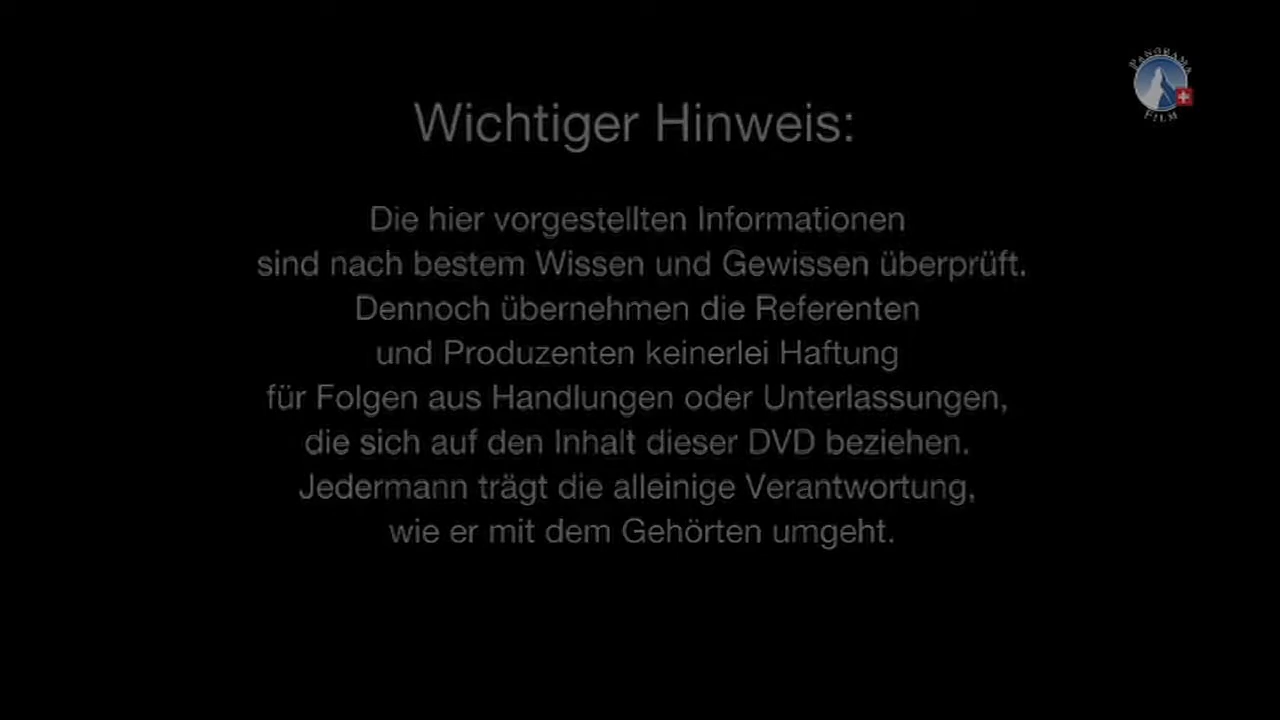 PANORAMA
FILM
Wichtiger Hinweis:
Die hier vorgestellten Informationen
sind nach bestem Wissen und Gewissen überprüft.
Dennoch übernehmen die Referenten
und Produzenten keinerlei Haftung
für Folgen aus Handlungen oder Unterlassungen,
die sich auf den Inhalt dieser DVD beziehen.
Jedermann trägt die alleinige Verantwortung,
wie er mit dem Gehörten umgeht.